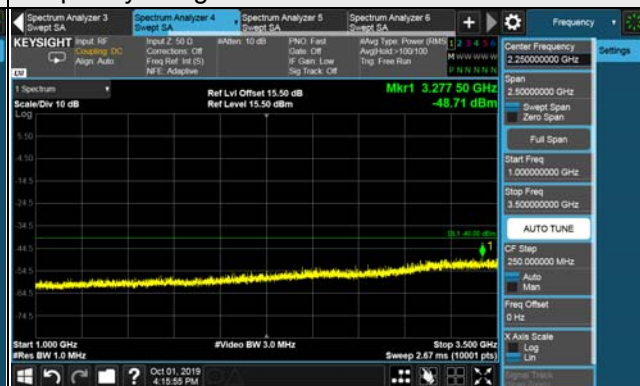 Spectrum Analyzer 3
Swept SA
Spectrum Analyzer 4
Swept SA
Spectrum Analyzer 5
Swept SA
Spectrum Analyzer 6
Swept SA
+
Frequency
KEYSIGHT
Input: RF
Coupling: DC
Align: Auto
Input Z: 50 Ω
Corrections: Off
Freq Ref: Int (S)
NFE: Adaptive
#Atten: 10 dB
PNO: Fast
Gate: Off
IF Gain: Low
Sig Track: Off
#Avg Type: Power (RMS)
Avg|Hold:>100/100
Trig: Free Run
1 2 3 4 5 6
M W W W W W
P N N N N N
LXI
Center Frequency
2.250000000 GHz
Settings
Span
2.50000000 GHz
Swept Span
Zero Span
Full Span
Start Freq
1.000000000 GHz
Stop Freq
3.500000000 GHz
AUTO TUNE
CF Step
250.000000 MHz
Auto
Man
Freq Offset
0 Hz
X Axis Scale
Log
Lin
Signal Track
1 Spectrum
Scale/Div 10 dB
Log
Ref Lvl Offset 15.50 dB
Ref Level 15.50 dBm
Mkr1 3.277 50 GHz
-48.71 dBm
5.50
-4.50
-14.5
-24.5
-34.5
DL1 -40.00 dBm
-44.5
1
-54.5
-64.5
-74.5
Start 1.000 GHz
#Res BW 1.0 MHz
#Video BW 3.0 MHz
Stop 3.500 GHz
Sweep 2.67 ms (10001 pts)
?
Oct 01, 2019
4:15:55 PM